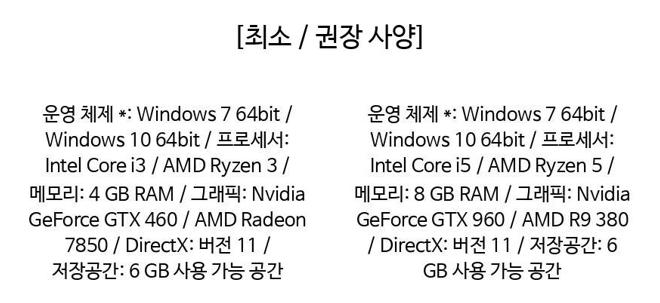 [최소 / 권장 사양]
운영 체제 *: Windows 7 64bit /
Windows 10 64bit / 프로세서:
Intel Core i3 / AMD Ryzen 3 /
메모리: 4 GB RAM / 그래픽: Nvidia
GeForce GTX 460 / AMD Radeon
7850 / DirectX: 버전 11 /
저장공간: 6 GB 사용 가능 공간
운영 체제 *: Windows 7 64bit /
Windows 10 64bit / 프로세서:
Intel Core i5 / AMD Ryzen 5 /
메모리: 8 GB RAM / 그래픽: Nvidia
GeForce GTX 960 / AMD R9 380
/ DirectX: 버전 11 / 저장공간: 6
GB 사용 가능 공간